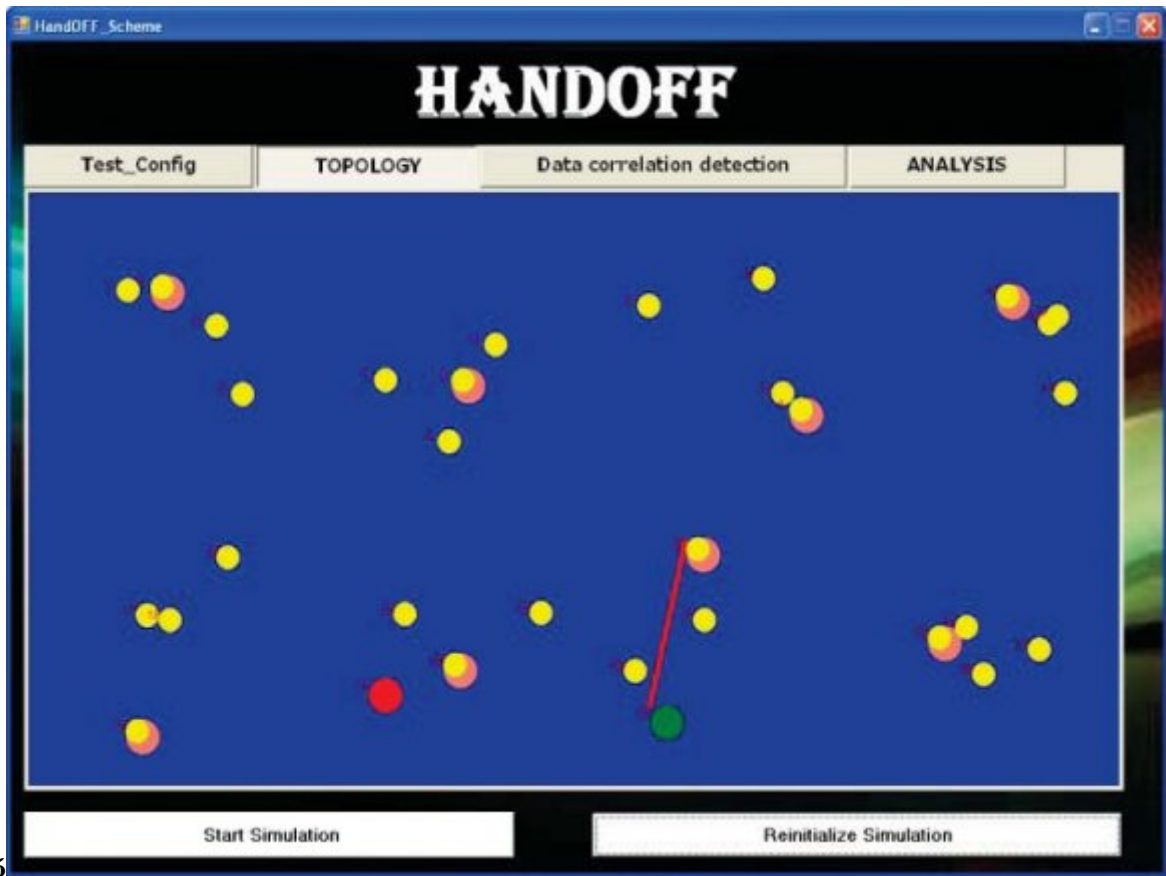 HandOFF_Scheme
HANDOFF
Test_Config
TOPOLOGY
Data correlation detection
ANALYSIS
Start Simulation
Reinitialize Simulation